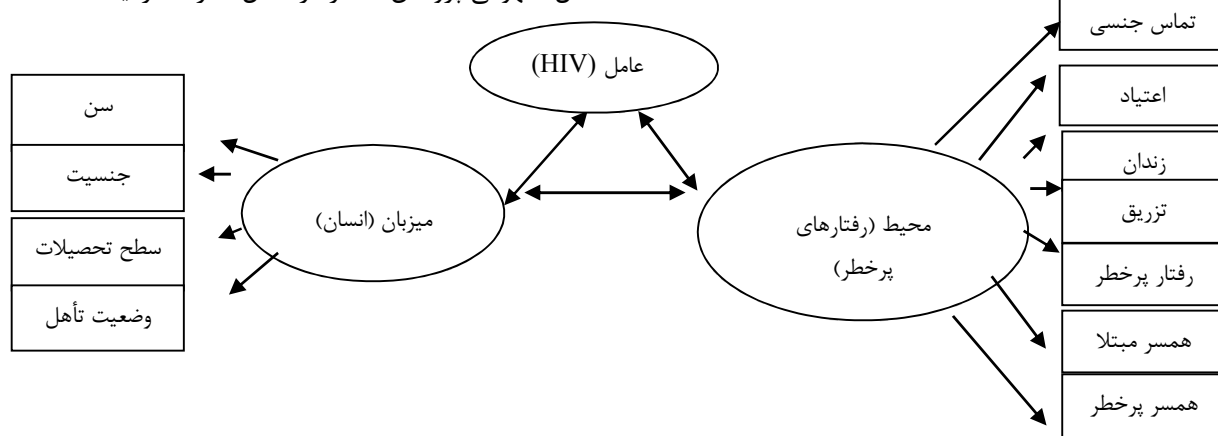 تماس جنسی
عامل (HIV)
اعتیاد
سن
زندان
جنسیت
تزریق
میزبان (انسان)
محیط (رفتارهای
پرخطر)
سطح تحصیلات
رفتار پرخطر
وضعیت تأهل
همسر مبتلا
همسر پرخطر